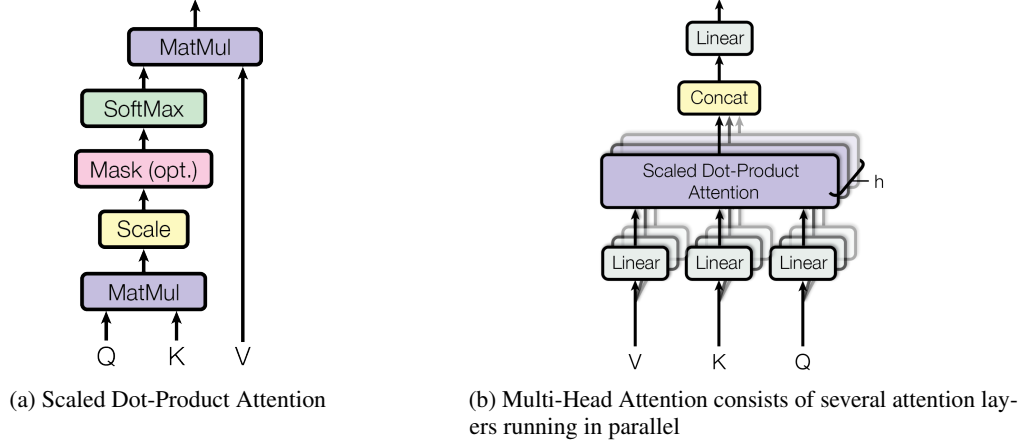 MatMul
SoftMax
Mask (opt.)
Scale
MatMul
Q K V
(a) Scaled Dot-Product Attention
Linear
Concat
Scaled Dot-Product
Attention
h
Linear Linear Linear
V K Q
(b) Multi-Head Attention consists of several attention lay-
ers running in parallel